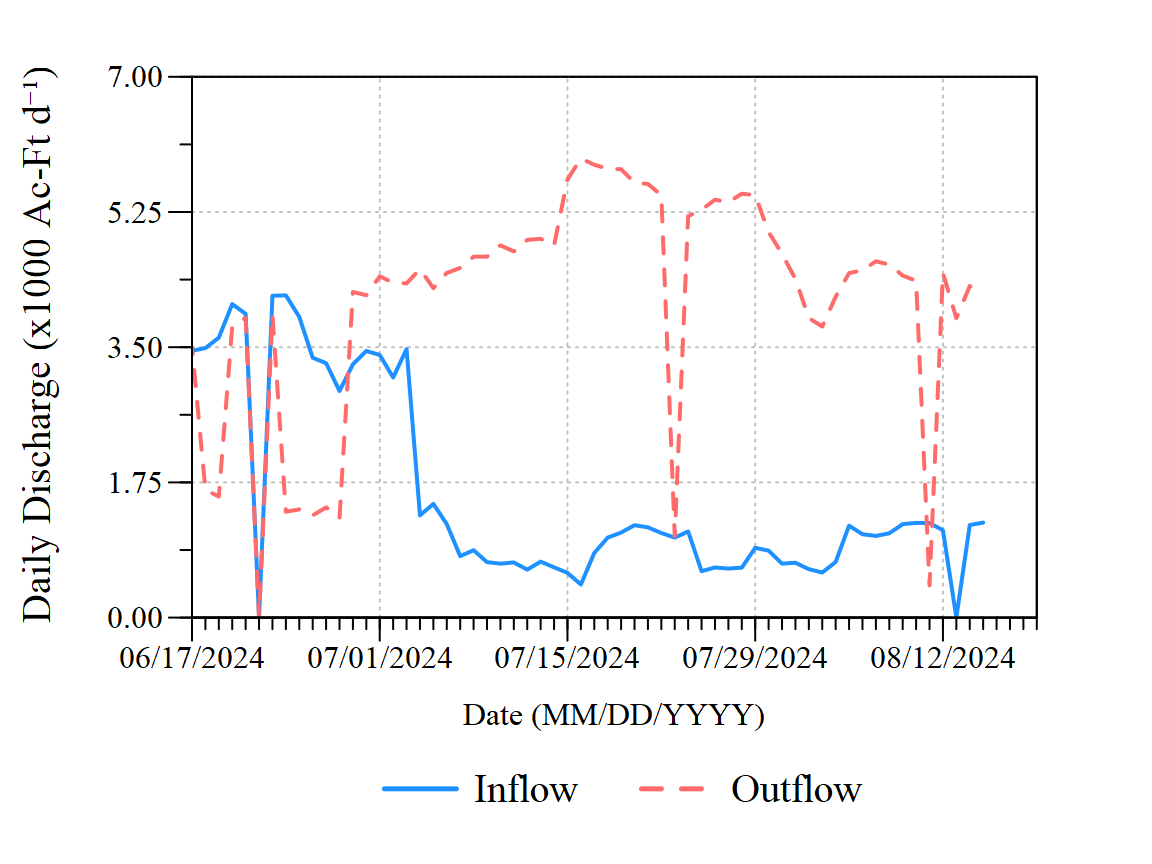 Daily Discharge (x1000 Ac-Ft d⁻¹)
7.00
5.25
3.50
1.75
0.00
06/17/2024 07/01/2024 07/15/2024 07/29/2024 08/12/2024
Date (MM/DD/YYYY)
Inflow Outflow